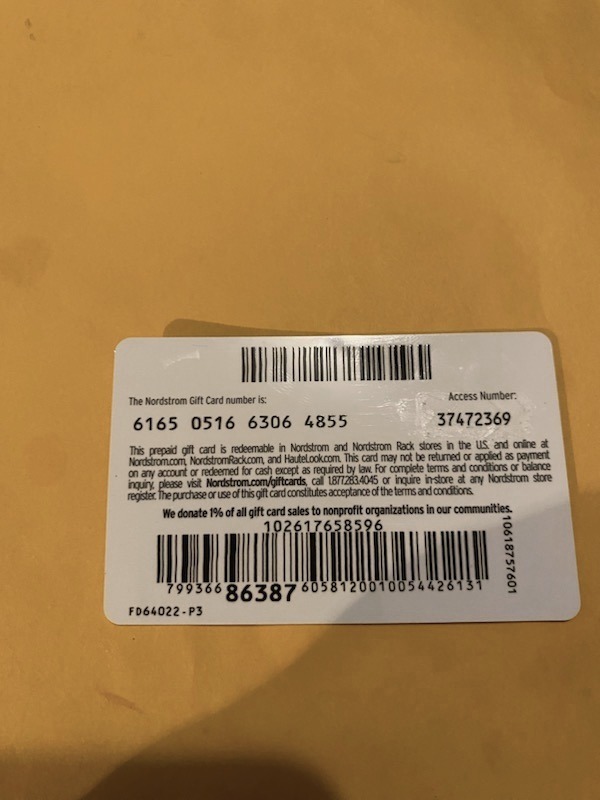 The Nordstrom Gift Card number is:
Access Number:
6165 0516 6306 4855
37472369
This prepaid gift card is redeemable in Nordstrom and Nordstrom Rack stores in the U.S. and online at
Nordstrom.com, NordstromRack.com, and HauteLook.com. This card may not be returned or applied as payment
on any account or redeemed for cash except as required by law. For complete terms and conditions or balance
inquiry, please visit Nordstrom.com/giftcards, call 1.877.283.4045 or inquire in-store at any Nordstrom store
register. The purchase or use of this gift card constitutes acceptance of the terms and conditions.
We donate 1% of all gift card sales to nonprofit organizations in our communities.
102617658596
799366 86387 6058120010054426131
10618757601
FD64022-P3